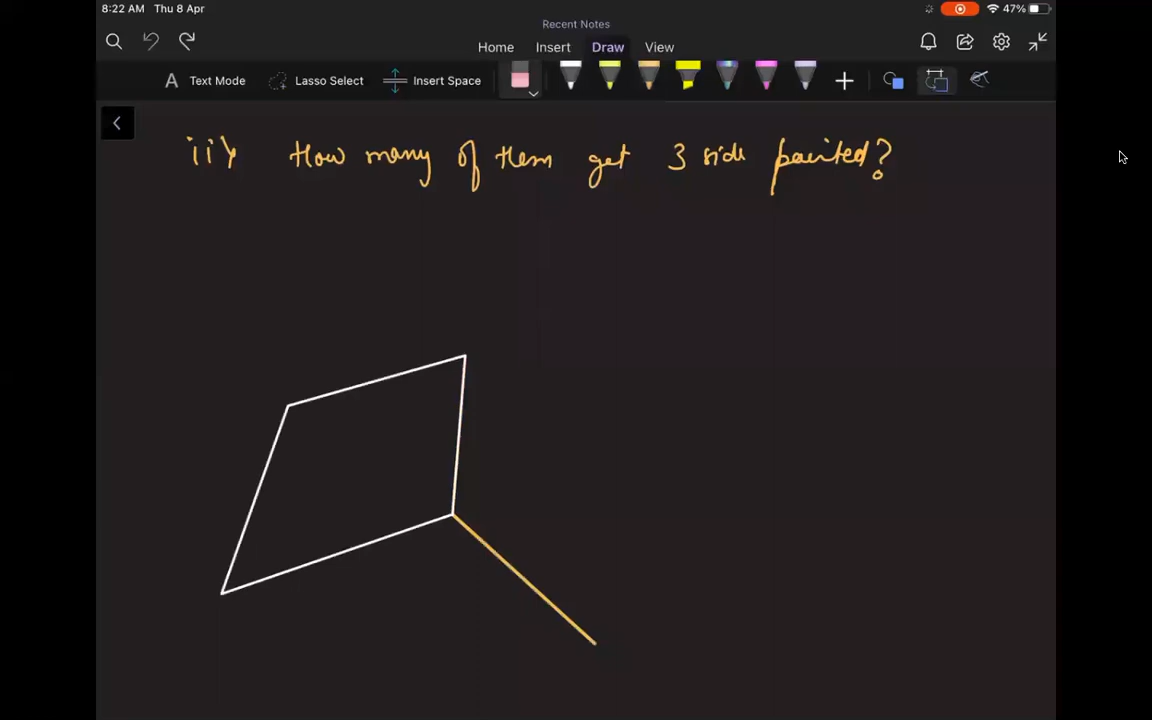 8:22 AM Thu 8 Apr
47%
Recent Notes
Home Insert Draw View
Text Mode Lasso Select Insert Space
ii) How many of them get 3 side painted?